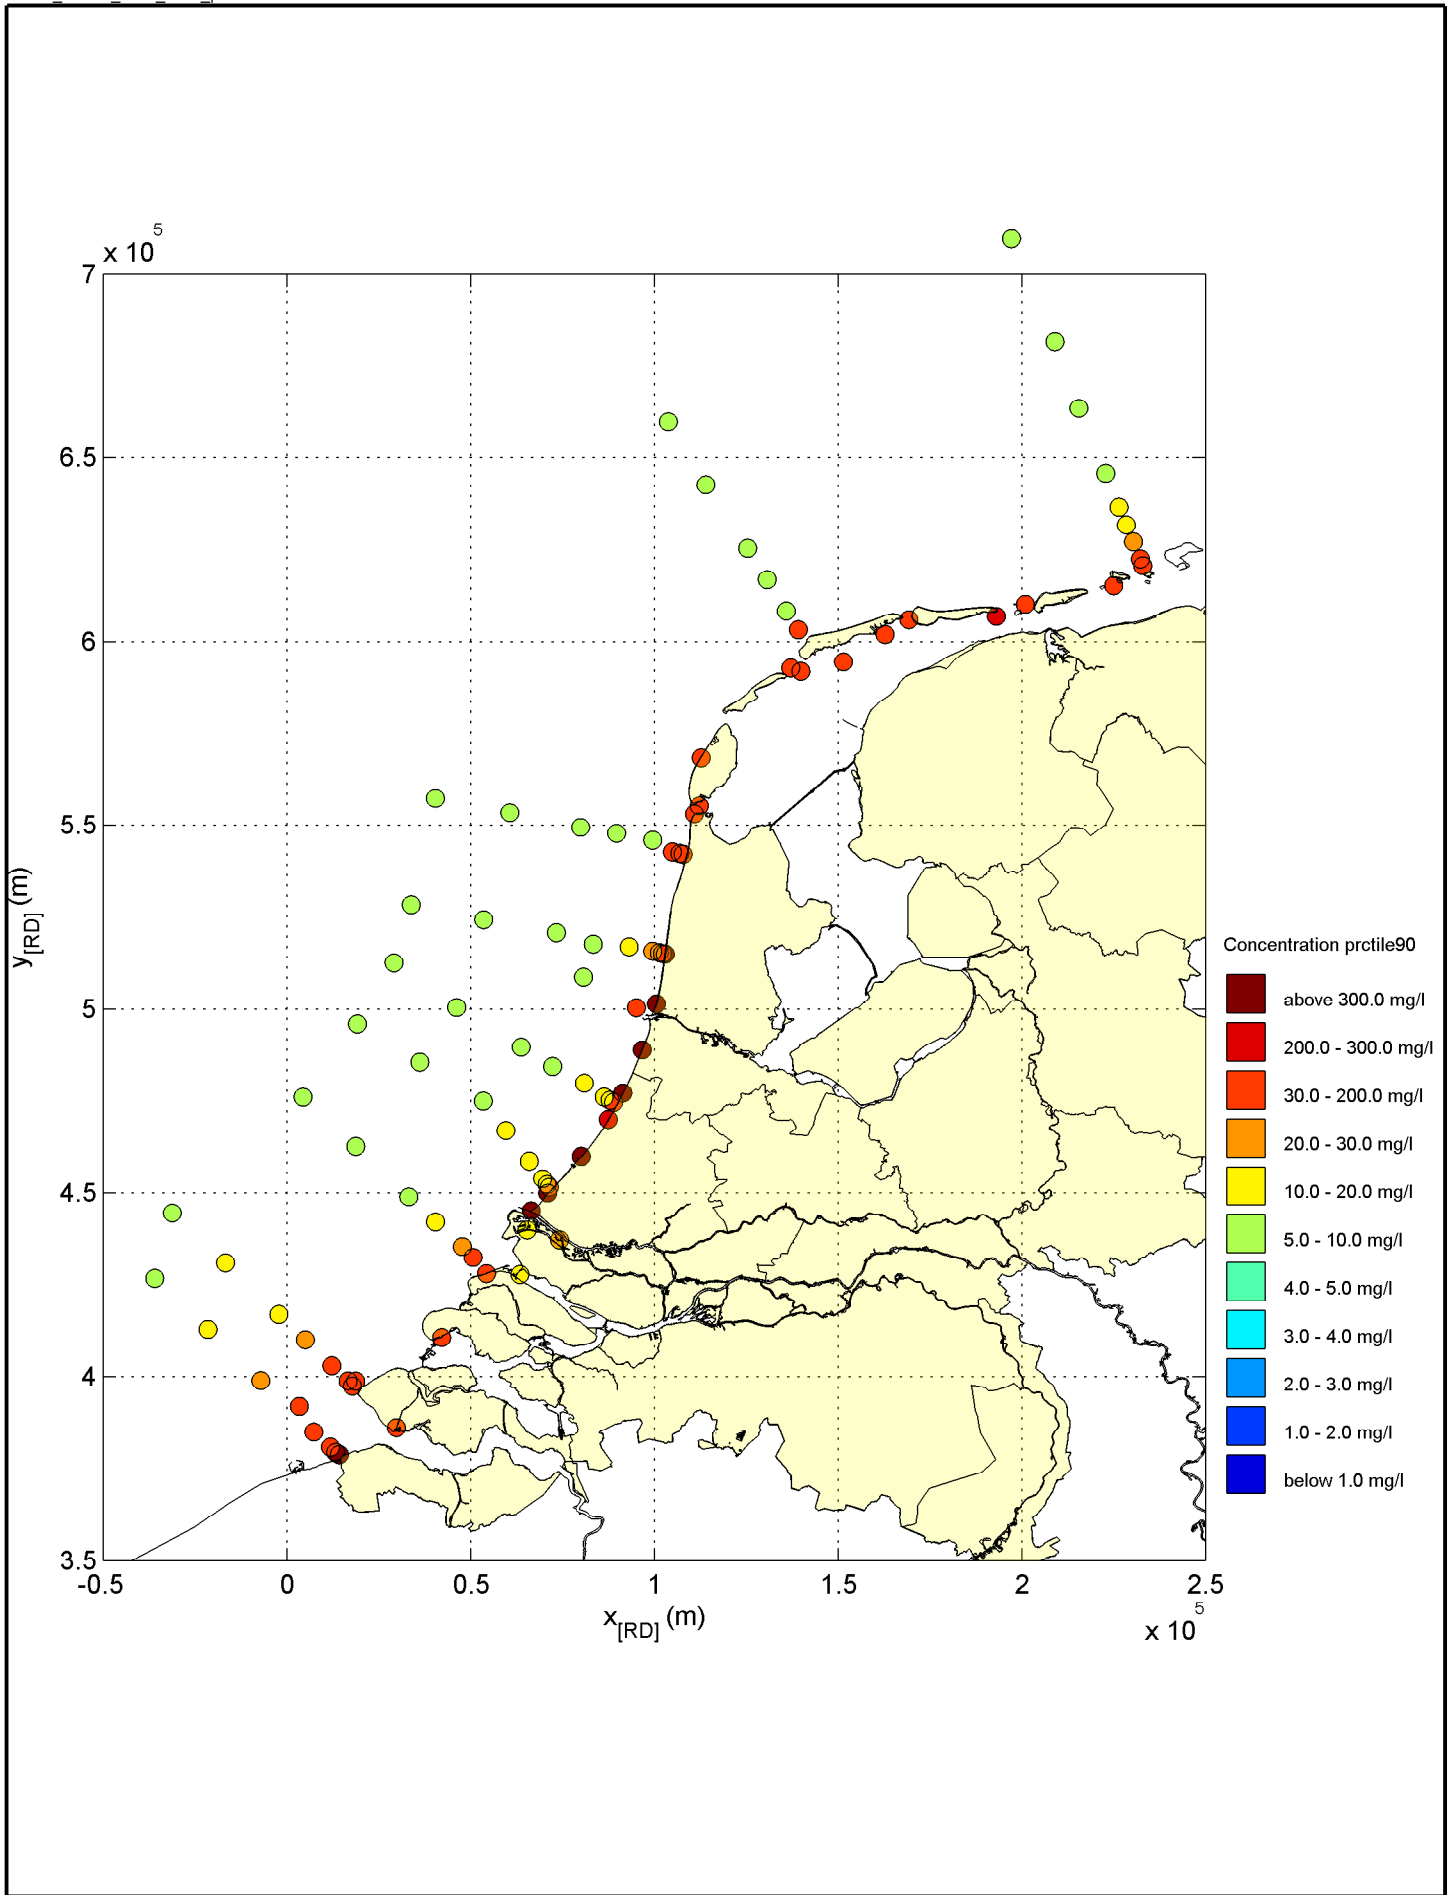 x 10^5
7
6.5
6
5.5
5
4.5
4
3.5
y[RD] (m)
-0.5 0 0.5 1 1.5 2 2.5
x[RD] (m)
x 10^5
Concentration prctile90
above 300.0 mg/l
200.0 - 300.0 mg/l
30.0 - 200.0 mg/l
20.0 - 30.0 mg/l
10.0 - 20.0 mg/l
5.0 - 10.0 mg/l
4.0 - 5.0 mg/l
3.0 - 4.0 mg/l
2.0 - 3.0 mg/l
1.0 - 2.0 mg/l
below 1.0 mg/l